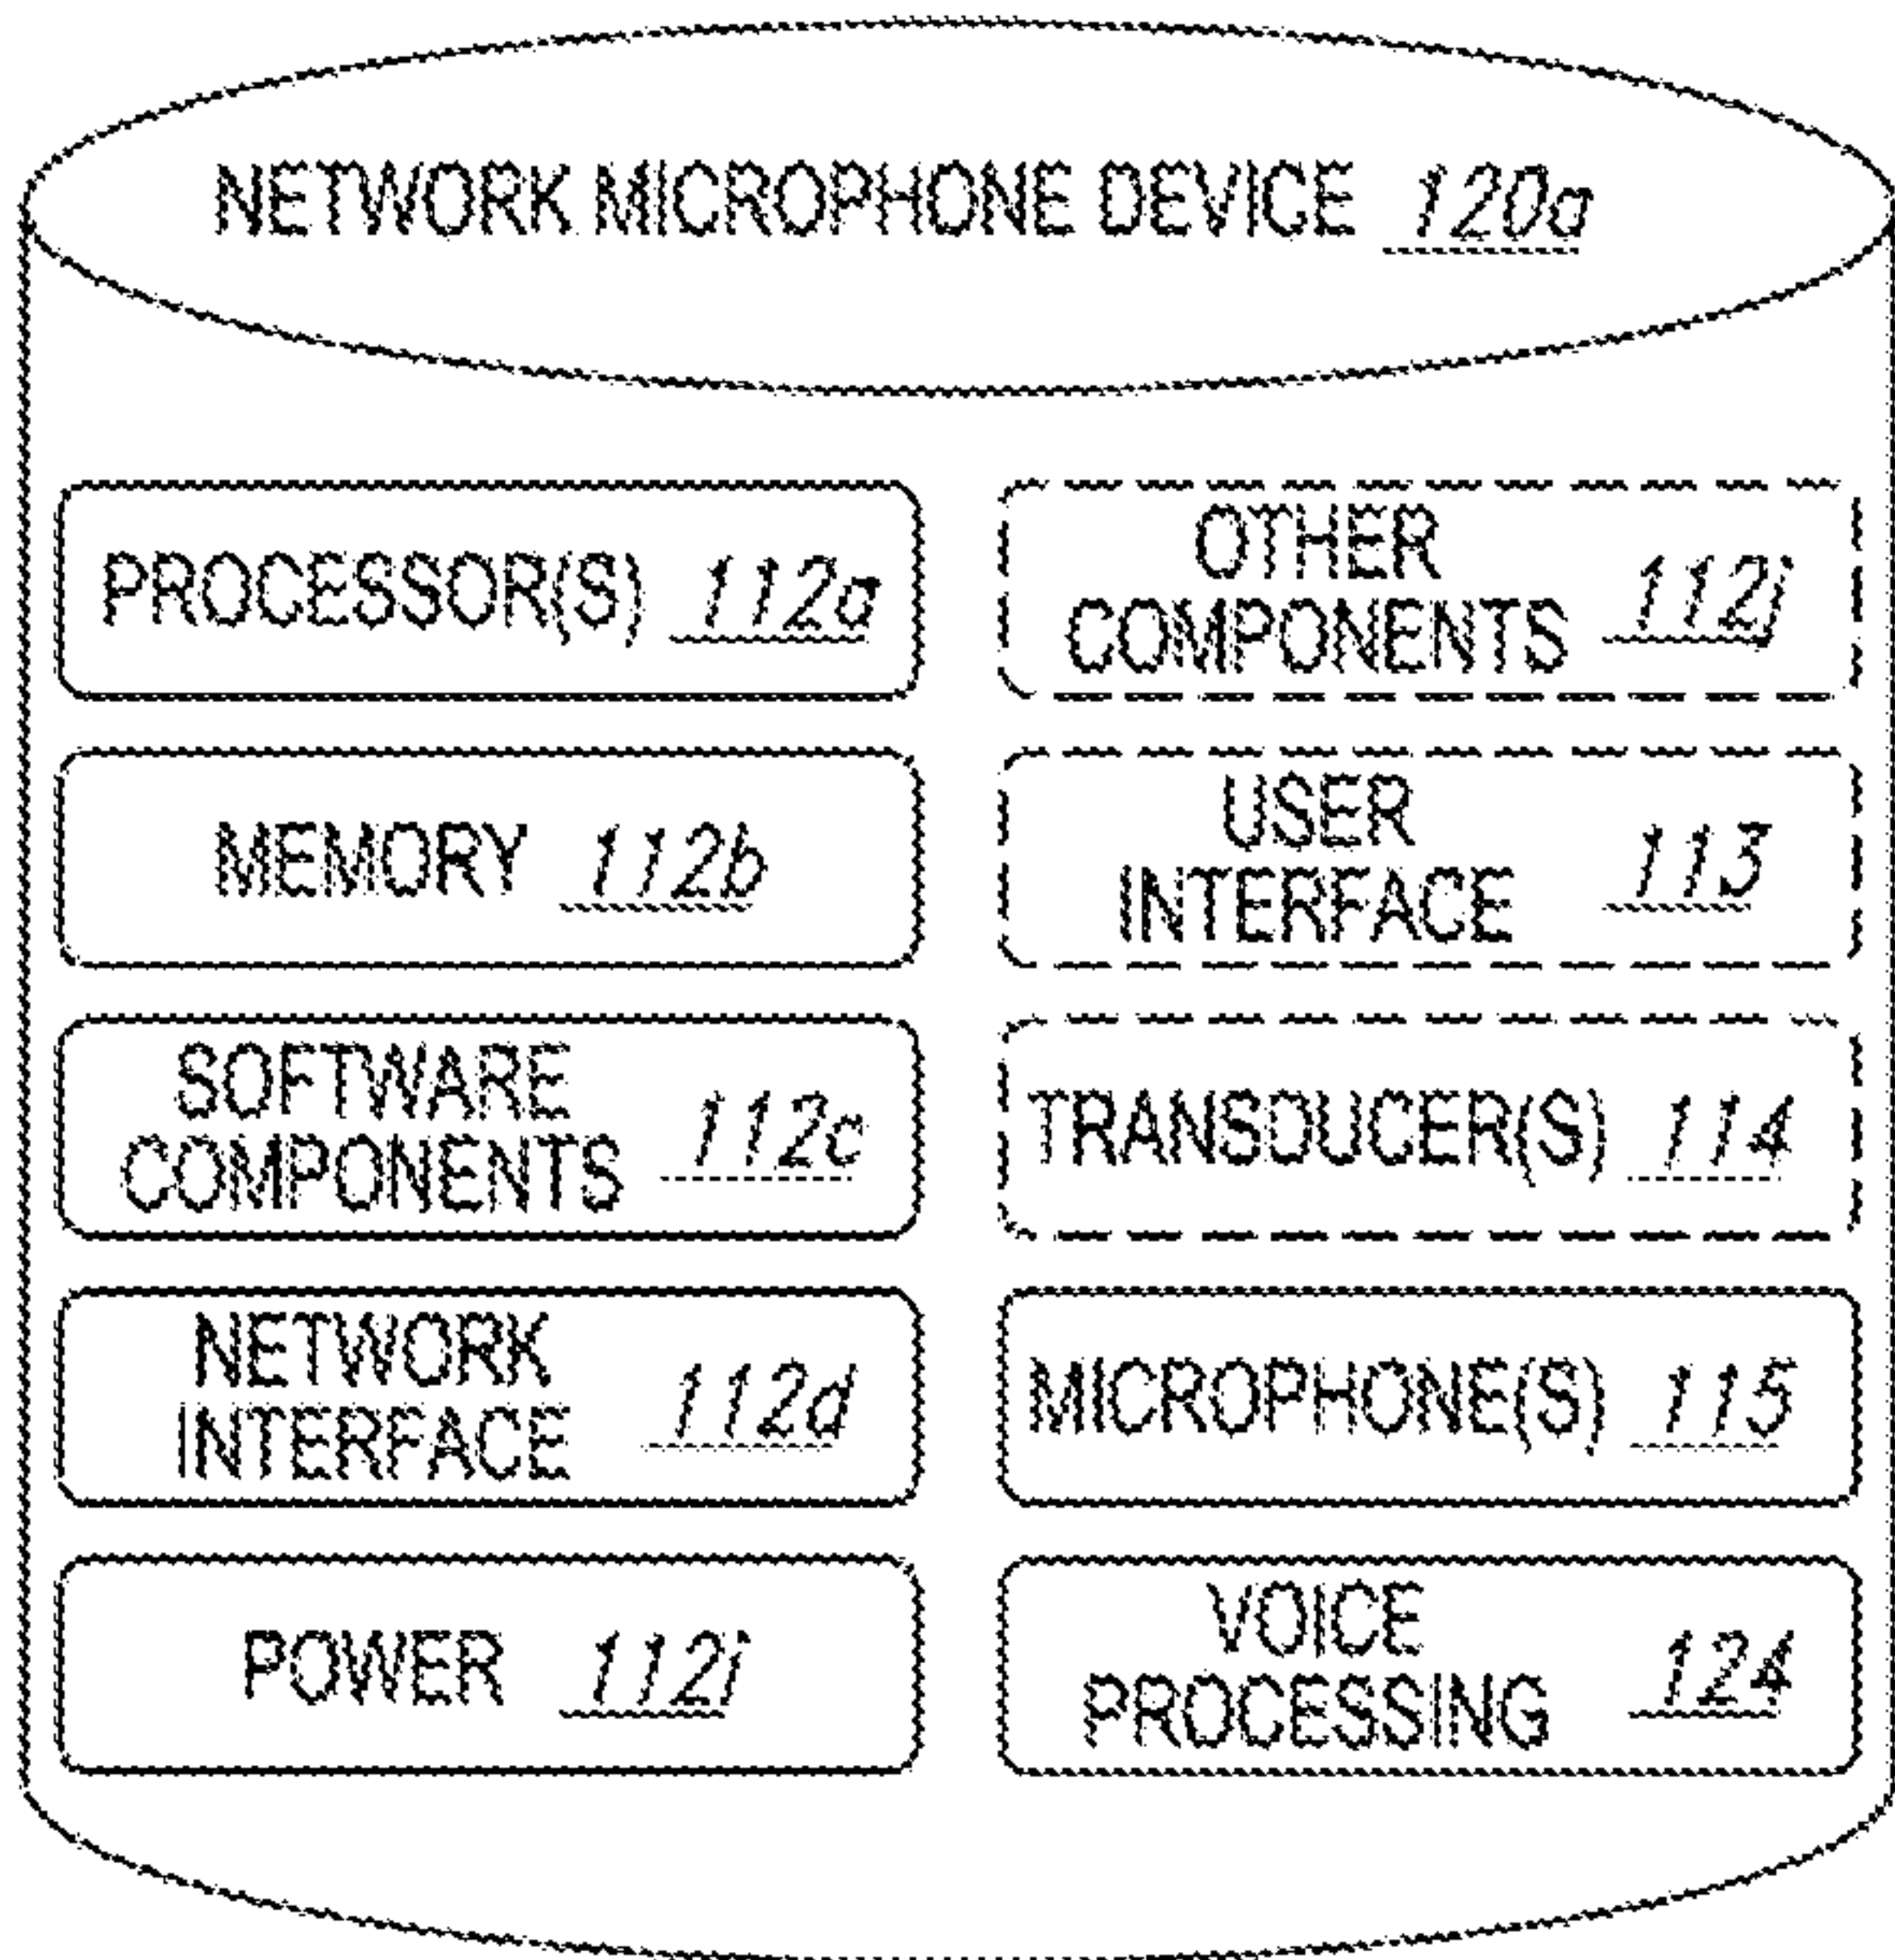 NETWORK MICROPHONE DEVICE 120a
PROCESSOR(S) 112a
OTHER
COMPONENTS 112j
MEMORY 112b
USER
INTERFACE 113
SOFTWARE
COMPONENTS 112c
TRANSDUCER(S) 114
NETWORK
INTERFACE 112d
MICROPHONE(S) 115
POWER 112i
VOICE
PROCESSING 124